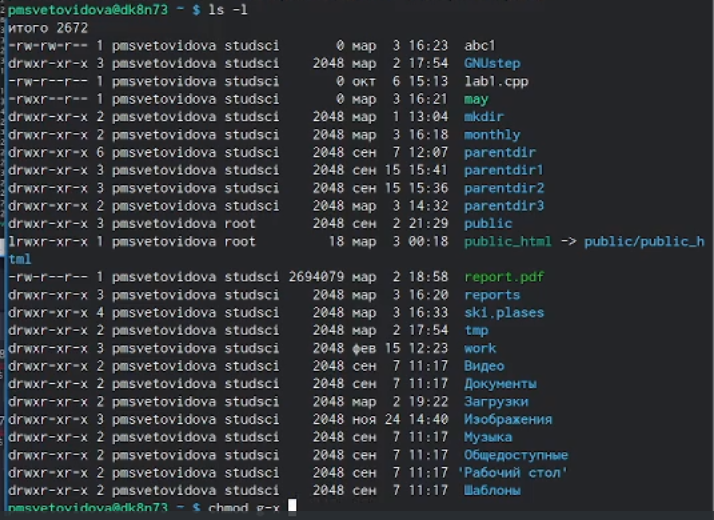 pmsvetovidova@dk8n73 ~ $ ls -l
итого 2672
-rw-rw-r-- 1 pmsvetovidova studsci 0 мар 3 16:23 abc1
drwxr-xr-x 3 pmsvetovidova studsci 2048 мар 2 17:54 GNUstep
-rw-r--r-- 1 pmsvetovidova studsci 0 окт 6 15:13 lab1.cpp
-rwxr--r-- 1 pmsvetovidova studsci 0 мар 3 16:21 may
drwxr-xr-x 2 pmsvetovidova studsci 2048 мар 1 13:04 mkdir
drwxr-xr-x 2 pmsvetovidova studsci 2048 мар 3 16:18 monthly
drwxr-xr-x 6 pmsvetovidova studsci 2048 сен 7 12:07 parentdir
drwxr-xr-x 3 pmsvetovidova studsci 2048 сен 15 15:41 parentdir1
drwxr-xr-x 3 pmsvetovidova studsci 2048 сен 15 15:36 parentdir2
drwxr-xr-x 2 pmsvetovidova studsci 2048 мар 3 14:32 parentdir3
drwxr-xr-x 3 pmsvetovidova root 2048 сен 2 21:29 public
lrwxr-xr-x 1 pmsvetovidova root 18 мар 3 00:18 public_html -> public/public_h
tml
-rw-r--r-- 1 pmsvetovidova studsci 2694079 мар 2 18:58 report.pdf
drwxr-xr-x 3 pmsvetovidova studsci 2048 мар 3 16:20 reports
drwxr-xr-x 4 pmsvetovidova studsci 2048 мар 3 16:33 ski.plases
drwxr-xr-x 2 pmsvetovidova studsci 2048 мар 2 17:54 tmp
drwxr-xr-x 3 pmsvetovidova studsci 2048 фев 15 12:23 work
drwxr-xr-x 2 pmsvetovidova studsci 2048 сен 7 11:17 Видео
drwxr-xr-x 2 pmsvetovidova studsci 2048 сен 7 11:17 Документы
drwxr-xr-x 2 pmsvetovidova studsci 2048 мар 2 19:22 Загрузки
drwxr-xr-x 3 pmsvetovidova studsci 2048 ноя 24 14:40 Изображения
drwxr-xr-x 2 pmsvetovidova studsci 2048 сен 7 11:17 Музыка
drwxr-xr-x 2 pmsvetovidova studsci 2048 сен 7 11:17 Общедоступные
drwxr-xr-x 2 pmsvetovidova studsci 2048 сен 7 11:17 'Рабочий стол'
drwxr-xr-x 2 pmsvetovidova studsci 2048 сен 7 11:17 Шаблоны
pmsvetovidova@dk8n73 ~ $ chmod g-x